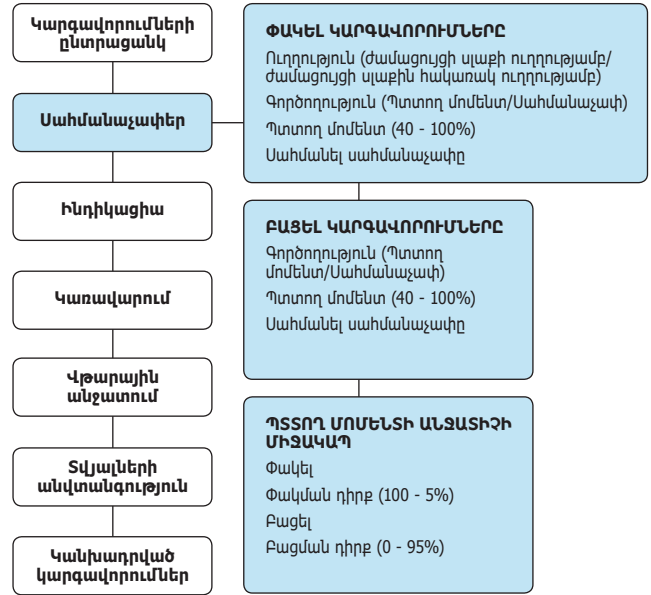 Կարգավորումների
ընտրացանկ
Սահմանաչափեր
Ինդիկացիա
Կառավարում
Վթարային
անջատում
Տվյալների
անվտանգություն
Կանխադրված
կարգավորումներ
ՓԱԿԵԼ ԿԱՐԳԱՎՈՐՈՒՄՆԵՐԸ
Ուղղություն (ժամացույցի սլաքի ուղղությամբ/
ժամացույցի սլաքին հակառակ ուղղությամբ)
Գործողություն (Պտտող մոմենտ/Սահմանաչափ)
Պտտող մոմենտ (40 - 100%)
Սահմանել սահմանաչափը
ԲԱՑԵԼ ԿԱՐԳԱՎՈՐՈՒՄՆԵՐԸ
Գործողություն (Պտտող
մոմենտ/Սահմանաչափ)
Պտտող մոմենտ (40 - 100%)
Սահմանել սահմանաչափը
ՊՏՏՈՂ ՄՈՄԵՆՏԻ ԱՆՋԱՏԻՉԻ
ՄԻՋԱԿԱՊ
Փակել
Փակման դիրք (100 - 5%)
Բացել
Բացման դիրք (0 - 95%)